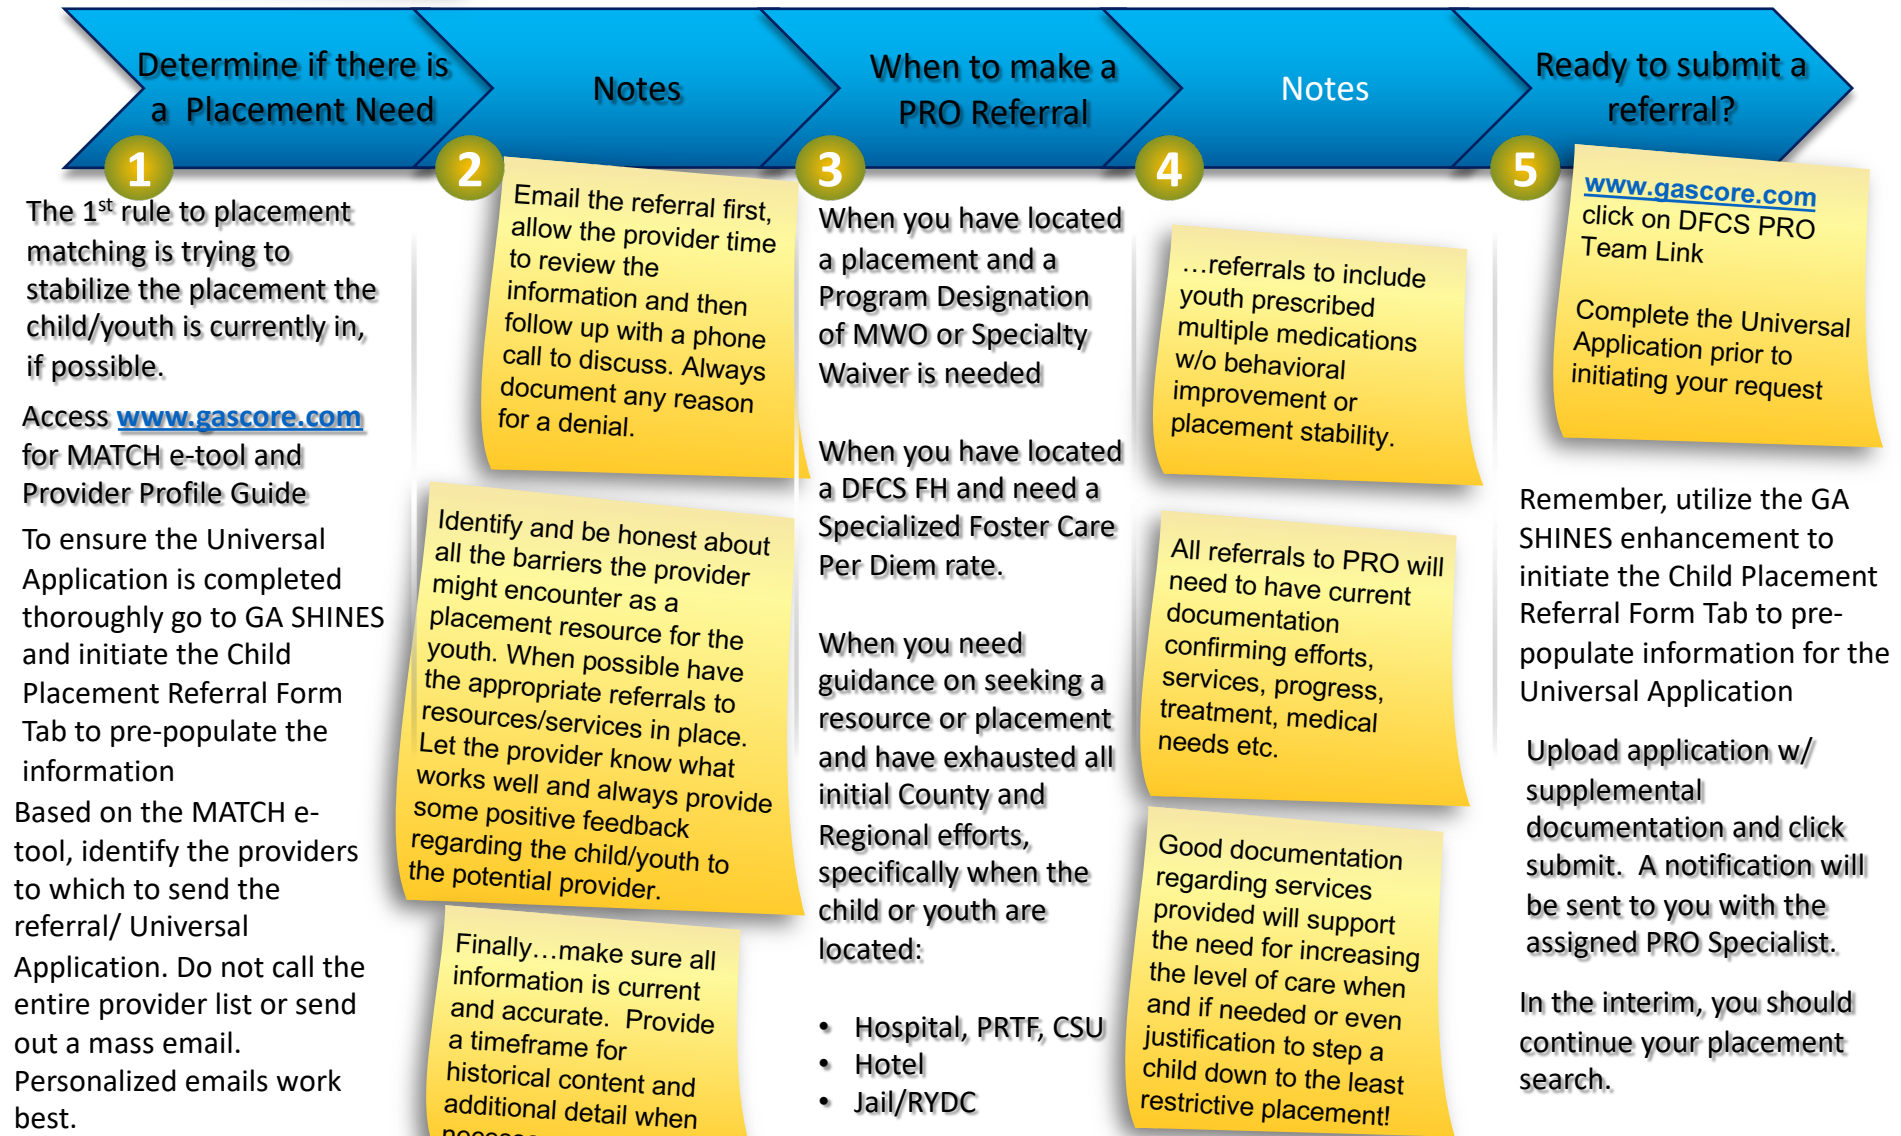 Determine if there is
a Placement Need
Notes
When to make a
PRO Referral
Notes
Ready to submit a
referral?
1
The 1st rule to placement
matching is trying to
stabilize the placement the
child/youth is currently in,
if possible.
Access www.gascore.com
for MATCH e-tool and
Provider Profile Guide
To ensure the Universal
Application is completed
thoroughly go to GA SHINES
and initiate the Child
Placement Referral Form
Tab to pre-populate the
information
Based on the MATCH e-
tool, identify the providers
to which to send the
referral/ Universal
Application. Do not call the
entire provider list or send
out a mass email.
Personalized emails work
best.
2
Email the referral first,
allow the provider time
to review the
information and then
follow up with a phone
call to discuss. Always
document any reason
for a denial.
Identify and be honest about
all the barriers the provider
might encounter as a
placement resource for the
youth. When possible have
the appropriate referrals to
resources/services in place.
Let the provider know what
works well and always provide
some positive feedback
regarding the child/youth to
the potential provider.
Finally…make sure all
information is current
and accurate. Provide
a timeframe for
historical content and
additional detail when
3
When you have located
a placement and a
Program Designation
of MWO or Specialty
Waiver is needed
When you have located
a DFCS FH and need a
Specialized Foster Care
Per Diem rate.
When you need
guidance on seeking a
resource or placement
and have exhausted all
initial County and
Regional efforts,
specifically when the
child or youth are
located:
• Hospital, PRTF, CSU
• Hotel
• Jail/RYDC
4
…referrals to include
youth prescribed
multiple medications
w/o behavioral
improvement or
placement stability.
All referrals to PRO will
need to have current
documentation
confirming efforts,
services, progress,
treatment, medical
needs etc.
Good documentation
regarding services
provided will support
the need for increasing
the level of care when
and if needed or even
justification to step a
child down to the least
restrictive placement!
5
www.gascore.com
click on DFCS PRO
Team Link
Complete the Universal
Application prior to
initiating your request
Remember, utilize the GA
SHINES enhancement to
initiate the Child Placement
Referral Form Tab to pre-
populate information for the
Universal Application
Upload application w/
supplemental
documentation and click
submit. A notification will
be sent to you with the
assigned PRO Specialist.
In the interim, you should
continue your placement
search.